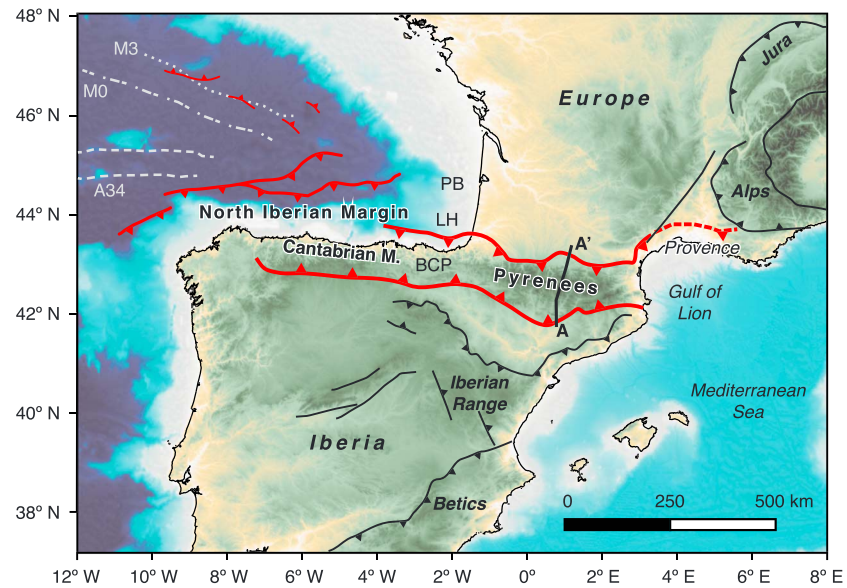 48° N
46° N
44° N
42° N
40° N
38° N
M3
M0
A34
Europe
Jura
Alps
PB
LH
North Iberian Margin
Cantabrian M.
BCP
Pyrenees
A'
A
Provence
Gulf of
Lion
Mediterranean
Sea
Iberian
Range
Iberia
Betics
0 250 500 km
12° W 10° W 8° W 6° W 4° W 2° W 0° 2° E 4° E 6° E 8° E